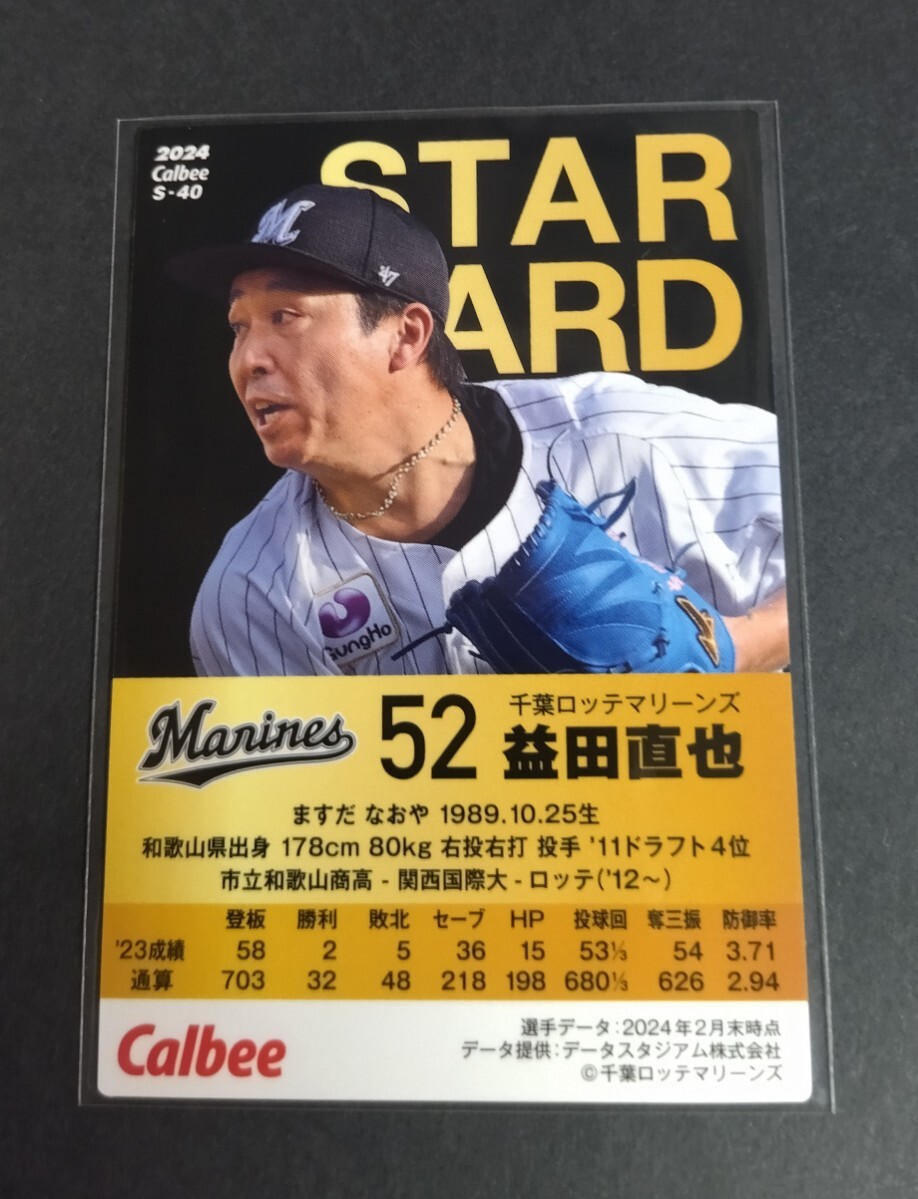 2024
Calbee
S-40
STAR
ARD
M
47
GungHo
Marines
52
千葉ロッテマリーンズ
益田直也
ますだ なおや 1989.10.25生
和歌山県出身 178cm 80kg 右投右打 投手 '11ドラフト4位
市立和歌山商高 - 関西国際大 - ロッテ('12～)
登板 勝利 敗北 セーブ HP 投球回 奪三振 防御率
'23成績 58 2 5 36 15 53⅓ 54 3.71
通算 703 32 48 218 198 680⅓ 626 2.94
Calbee
選手データ：2024年2月末時点
データ提供：データスタジアム株式会社
©千葉ロッテマリーンズ